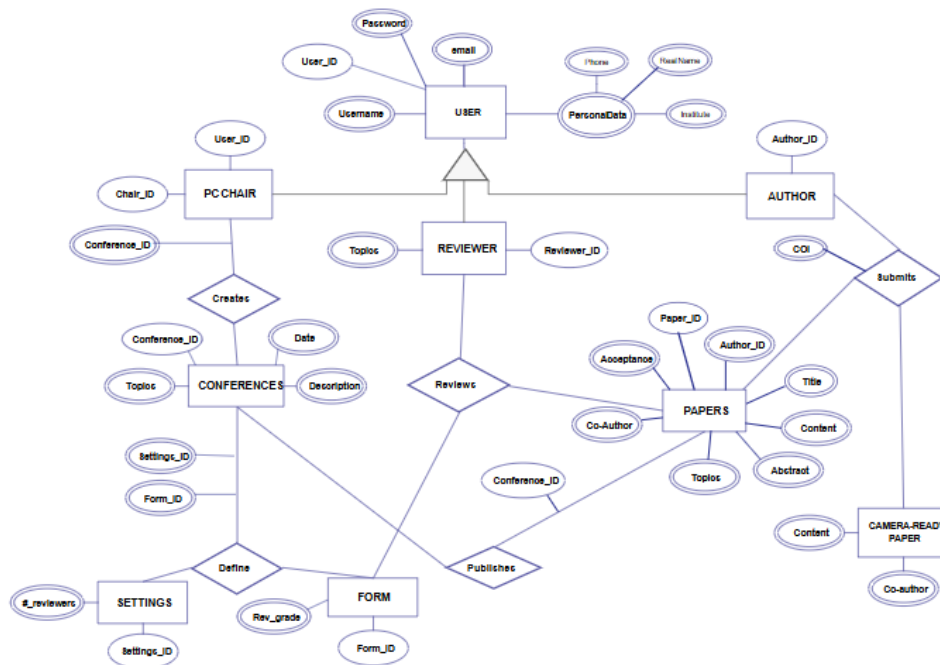 Password
email
User_ID
Phone
Real Name
Username
USER
PersonalData
Institute
User_ID
Author_ID
Chair_ID
PC CHAIR
AUTHOR
Conference_ID
Topics
REVIEWER
Reviewer_ID
COI
Submits
Creates
Paper_ID
Conference_ID
Date
Acceptance
Author_ID
Topics
CONFERENCES
Description
Reviews
Title
PAPERS
Co-Author
Content
Settings_ID
Topics
Abstract
Conference_ID
Form_ID
Content
CAMERA-READY
PAPER
Define
Publishes
Co-author
#_reviewers
SETTINGS
Rev_grade
FORM
Settings_ID
Form_ID